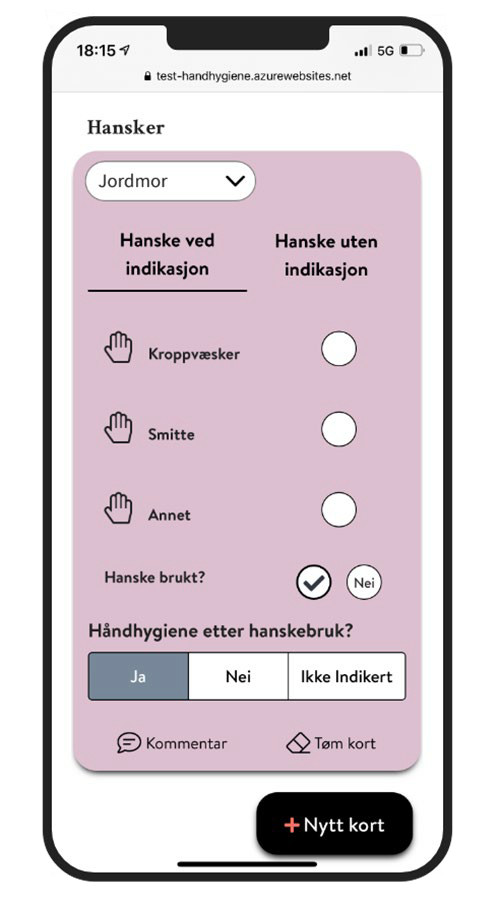 18:15 5G
test-handhygiene.azurewebsites.net
Hansker
Jordmor
Hanske ved
indikasjon
Hanske uten
indikasjon
Kroppvæsker
Smitte
Annet
Hanske brukt? Nei
Håndhygiene etter hanskebruk?
Ja Nei Ikke Indikert
Kommentar Tøm kort
+Nytt kort